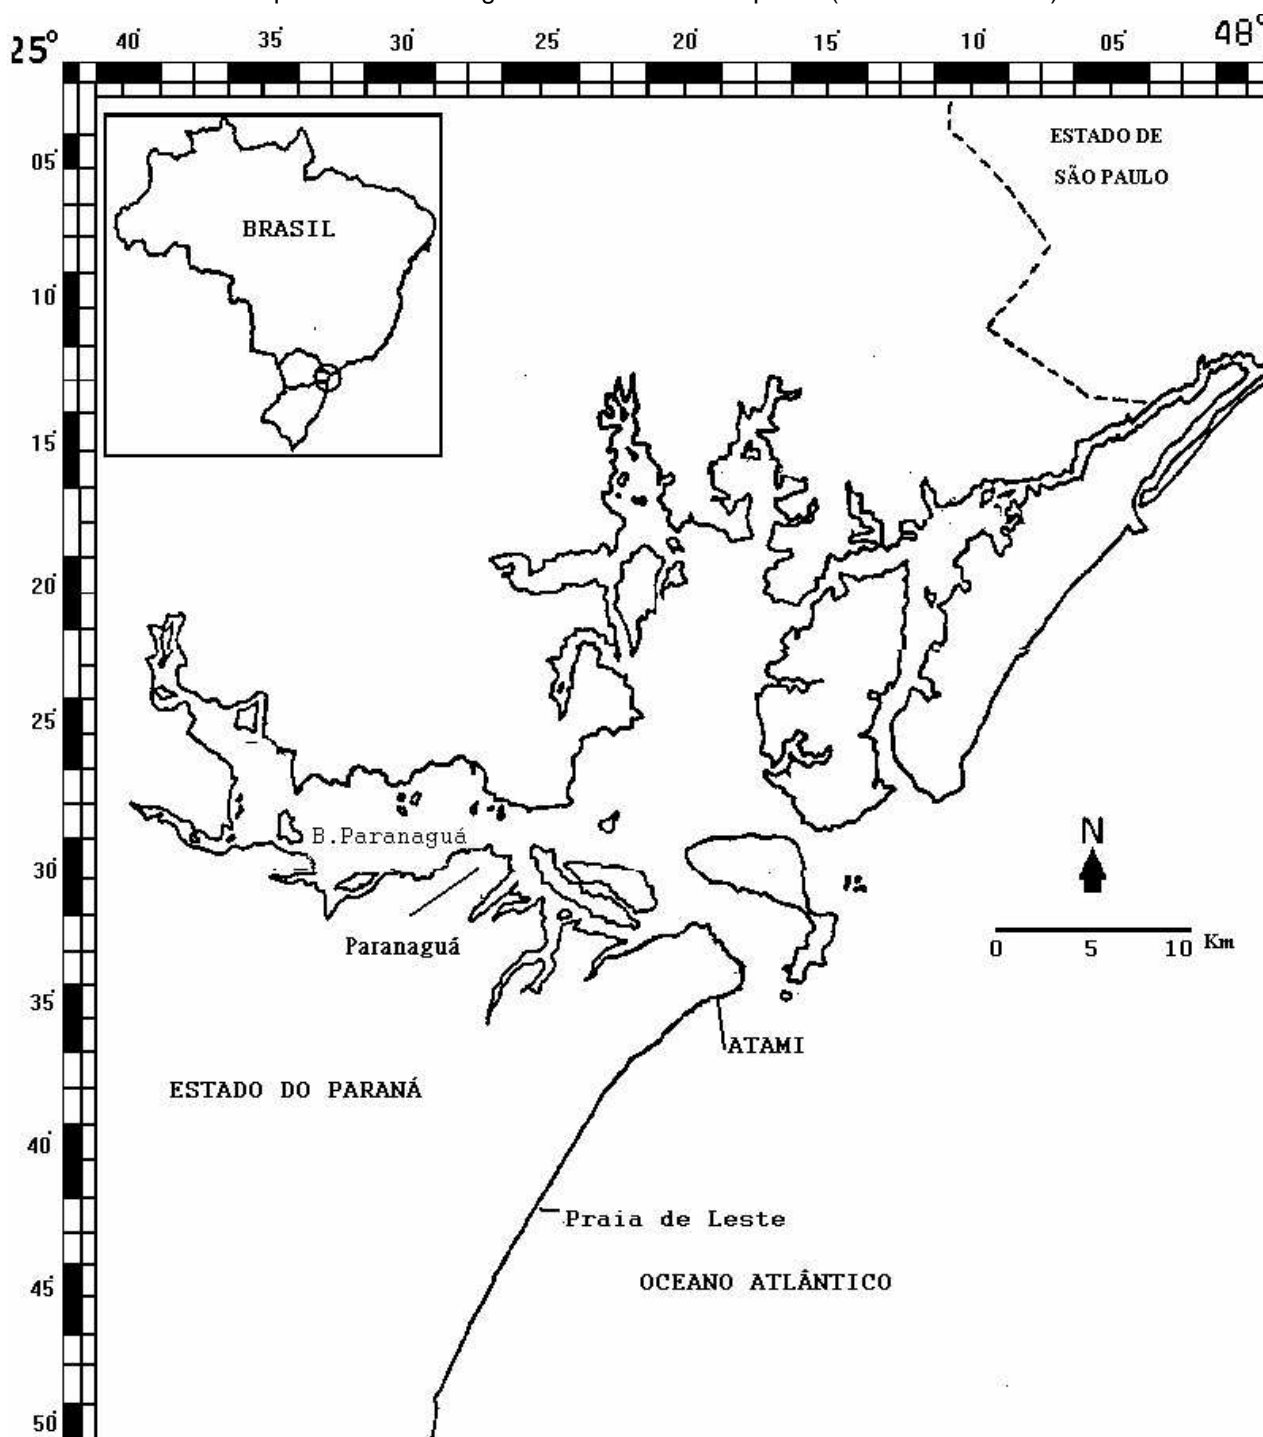 40' 35' 30' 25' 20' 15' 10' 05' 48°
25°
ESTADO DE
SÃO PAULO
05'
BRASIL
10'
15'
20'
25'
B.Paranaguá
N
30'
0 5 10 Km
Paranaguá
35'
ATAMI
ESTADO DO PARANÁ
40'
Praia de Leste
OCEANO ATLÂNTICO
45'
50'